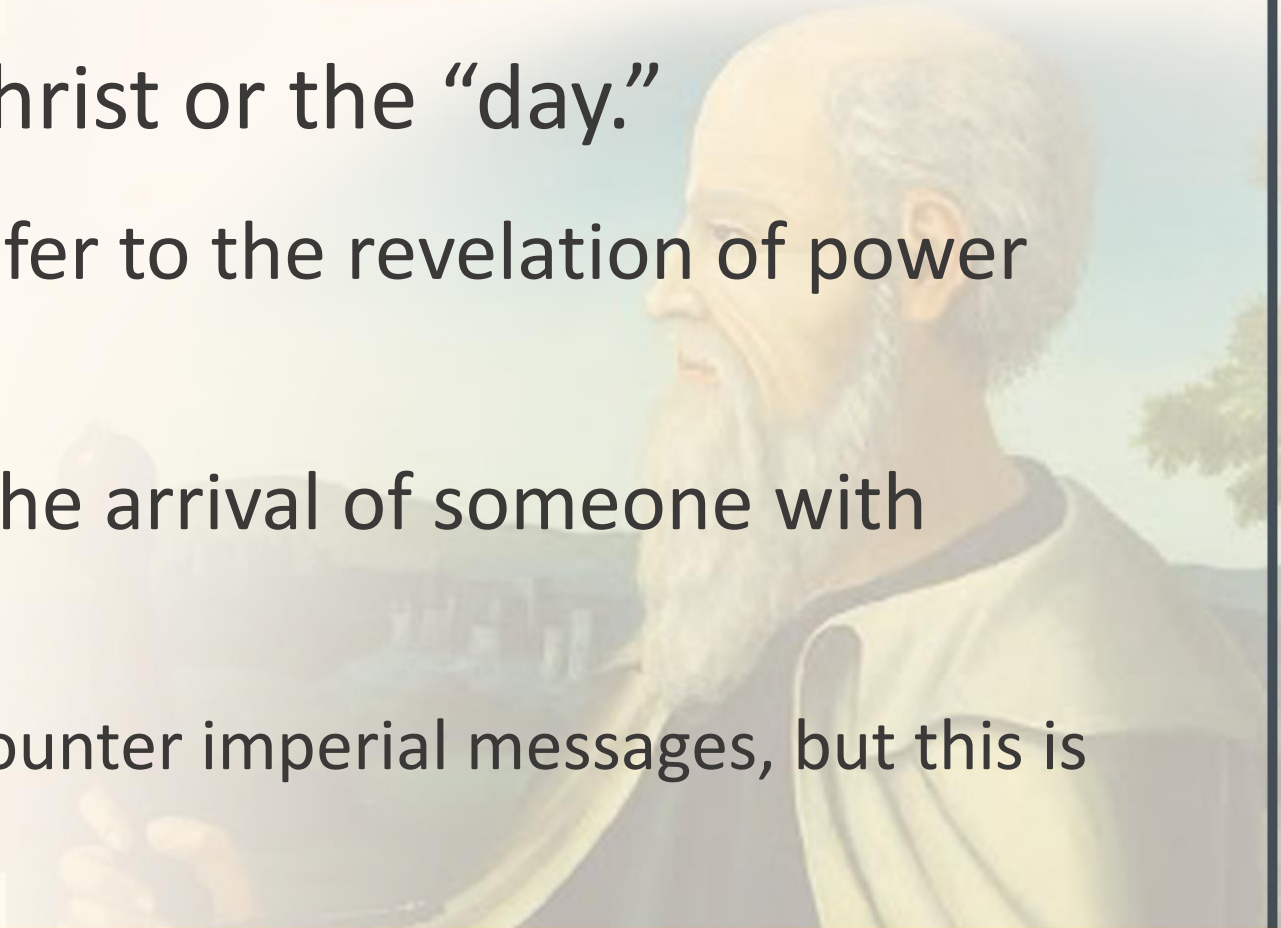 hrist or the “day.”
fer to the revelation of power
he arrival of someone with
ounter imperial messages, but this is